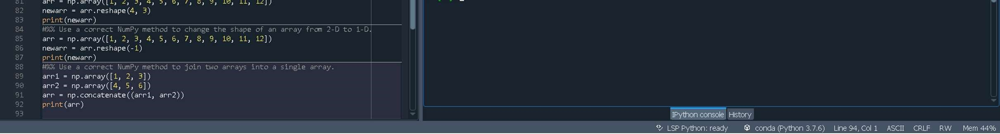 81 arr = np.array([1, 2, 3, 4, 5, 6, 7, 8, 9, 10, 11, 12])
82 newarr = arr.reshape(4, 3)
83 print(newarr)
84 #%% Use a correct NumPy method to change the shape of an array from 2-D to 1-D.
85 arr = np.array([1, 2, 3, 4, 5, 6, 7, 8, 9, 10, 11, 12])
86 newarr = arr.reshape(-1)
87 print(newarr)
88 #%% Use a correct NumPy method to join two arrays into a single array.
89 arr1 = np.array([1, 2, 3])
90 arr2 = np.array([4, 5, 6])
91 arr = np.concatenate((arr1, arr2))
92 print(arr)
93
IPython console History
LSP Python: ready conda (Python 3.7.6) Line 94, Col 1 ASCII CRLF RW Mem 44%